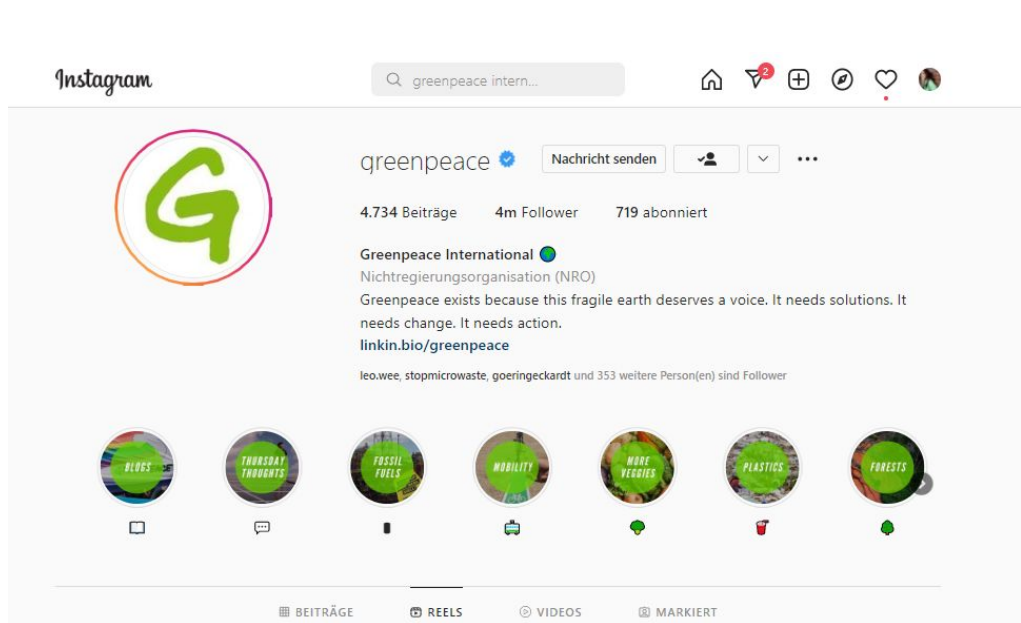 Instagram
greenpeace intern...
2
greenpeace
Nachricht senden
4.734 Beiträge 4m Follower 719 abonniert
Greenpeace International
Nichtregierungsorganisation (NRO)
Greenpeace exists because this fragile earth deserves a voice. It needs solutions. It
needs change. It needs action.
linkin.bio/greenpeace
leo.wee, stopmicrowaste, goeringeckardt und 353 weitere Person(en) sind Follower
BLOGS
THURSDAY
THOUGHTS
FOSSIL
FUELS
MOBILITY
MORE
VEGGIES
PLASTICS
FORESTS
BEITRÄGE REELS VIDEOS MARKIERT